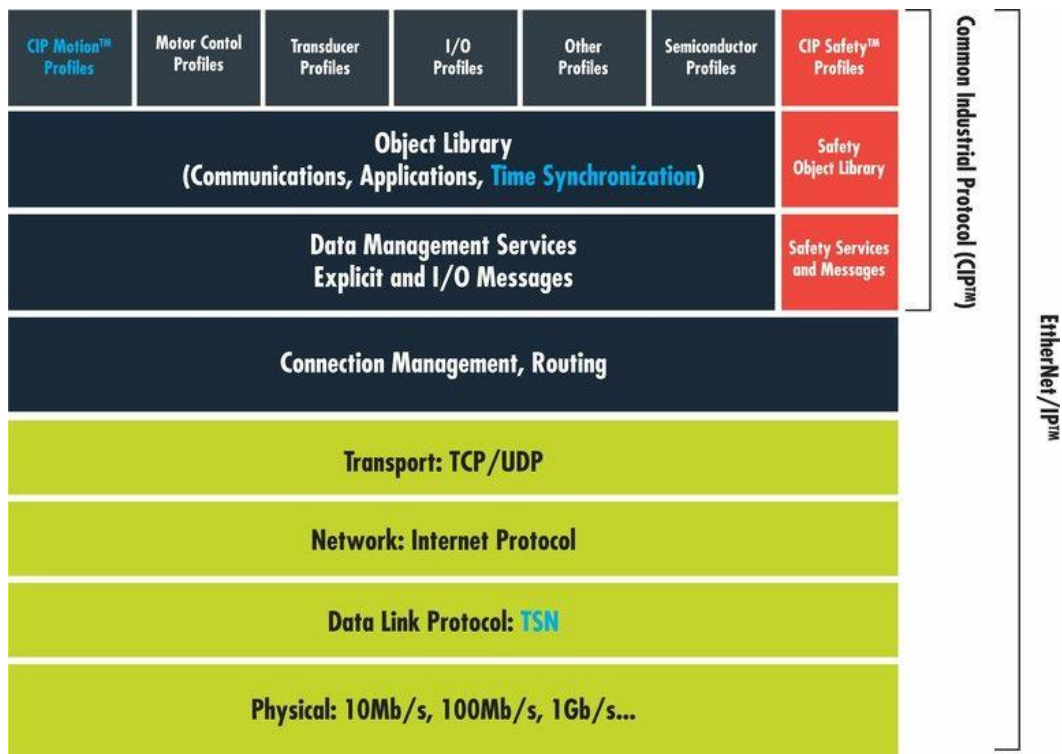 CIP Motion™
Profiles
Motor Contol
Profiles
Transducer
Profiles
I/O
Profiles
Other
Profiles
Semiconductor
Profiles
CIP Safety™
Profiles
Object Library
(Communications, Applications, Time Synchronization)
Safety
Object Library
Data Management Services
Explicit and I/O Messages
Safety Services
and Messages
Connection Management, Routing
Transport: TCP/UDP
Network: Internet Protocol
Data Link Protocol: TSN
Physical: 10Mb/s, 100Mb/s, 1Gb/s...
Common Industrial Protocol (CIP™)
EttherNet/IP™